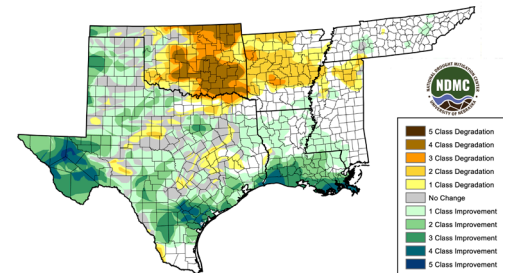 NATIONAL DROUGHT MITIGATION CENTER
NDMC
UNIVERSITY OF NEBRASKA
5 Class Degradation
4 Class Degradation
3 Class Degradation
2 Class Degradation
1 Class Degradation
No Change
1 Class Improvement
2 Class Improvement
3 Class Improvement
4 Class Improvement
5 Class Improvement